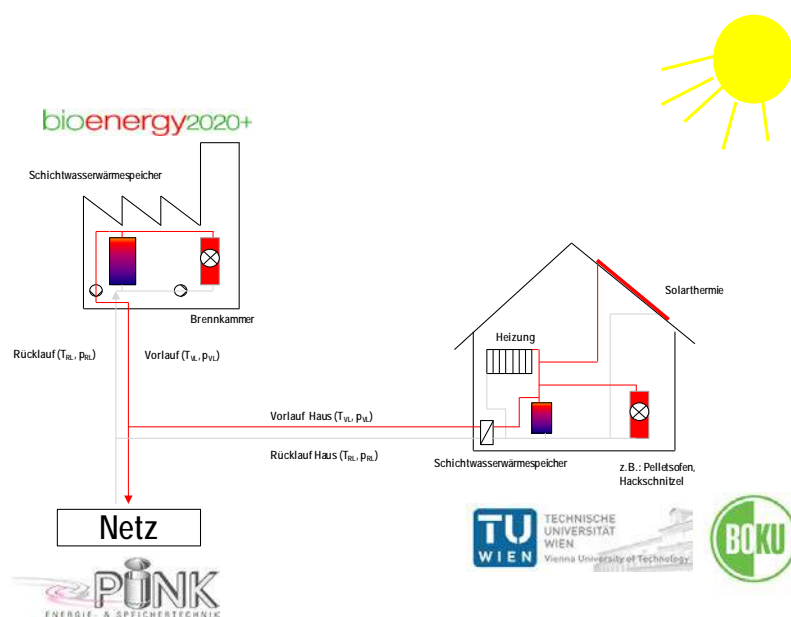 bioenergy2020+
Schichtwasserwärmespeicher
Brennkammer
Solarthermie
Heizung
Rücklauf (T_RL, p_RL)
Vorlauf (T_VL, p_VL)
Vorlauf Haus (T_VL, p_VL)
Rücklauf Haus (T_RL, p_RL)
Schichtwasserwärmespeicher
z.B.: Pelletsofen,
Hackschnitzel
Netz
TU
WIEN
TECHNISCHE
UNIVERSITÄT
WIEN
Vienna University of Technology
BOKU
PINK
ENERGIE- & SPEICHERTECHNIK